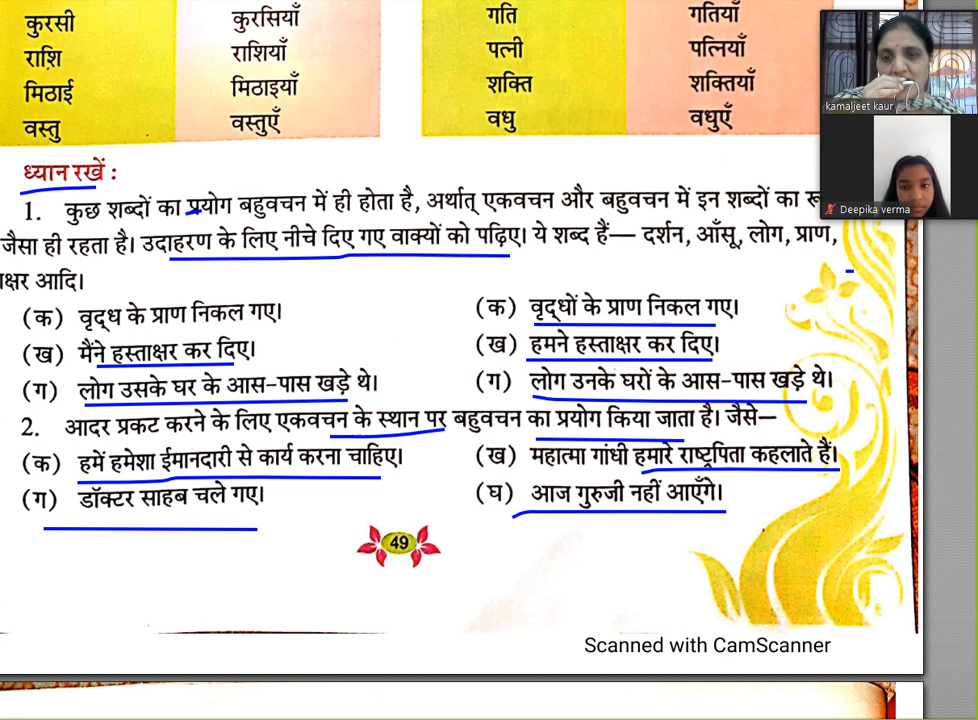 कुरसी कुरसियाँ गति गतियाँ
राशि राशियाँ पत्नी पत्नियाँ
मिठाई मिठाइयाँ शक्ति शक्तियाँ
वस्तु वस्तुएँ वधु वधुएँ
kamaljeet kaur
Deepika verma
ध्यान रखें :
1. कुछ शब्दों का प्रयोग बहुवचन में ही होता है, अर्थात् एकवचन और बहुवचन में इन शब्दों का
जैसा ही रहता है। उदाहरण के लिए नीचे दिए गए वाक्यों को पढ़िए। ये शब्द हैं— दर्शन, आँसू, लोग, प्राण,
क्षर आदि।
(क) वृद्ध के प्राण निकल गए। (क) वृद्धों के प्राण निकल गए।
(ख) मैंने हस्ताक्षर कर दिए। (ख) हमने हस्ताक्षर कर दिए।
(ग) लोग उसके घर के आस-पास खड़े थे। (ग) लोग उनके घरों के आस-पास खड़े थे।
2. आदर प्रकट करने के लिए एकवचन के स्थान पर बहुवचन का प्रयोग किया जाता है। जैसे—
(क) हमें हमेशा ईमानदारी से कार्य करना चाहिए। (ख) महात्मा गांधी हमारे राष्ट्रपिता कहलाते हैं।
(ग) डॉक्टर साहब चले गए। (घ) आज गुरुजी नहीं आएँगे।
49
Scanned with CamScanner